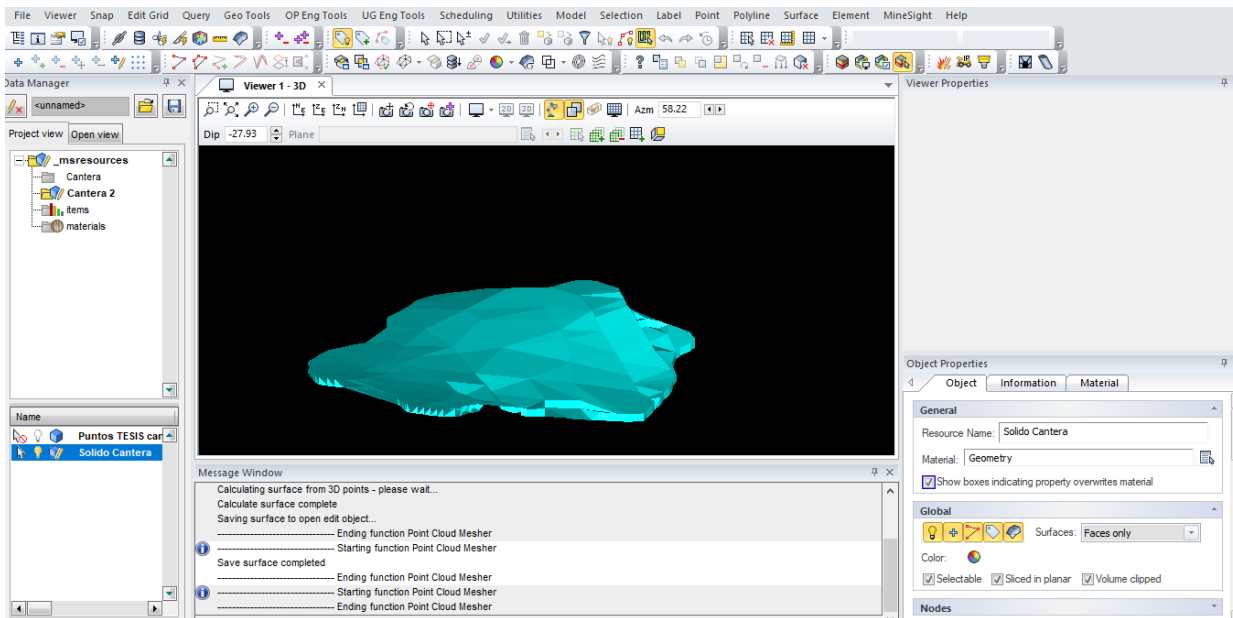 File Viewer Snap Edit Grid Query Geo Tools OP Eng Tools UG Eng Tools Scheduling Utilities Model Selection Label Point Polyline Surface Element MineSight Help
Data Manager
<unnamed>
Project view Open view
_msresources
Cantera
Cantera 2
items
materials
Name
Puntos TESIS car
Solido Cantera
Viewer 1 - 3D
Azm 58.22
Dip -27.93 Plane
Message Window
Calculating surface from 3D points - please wait...
Calculate surface complete
Saving surface to open edit object...
-------------------------------- Ending function Point Cloud Mesher
-------------------------------- Starting function Point Cloud Mesher
Save surface completed
-------------------------------- Ending function Point Cloud Mesher
-------------------------------- Starting function Point Cloud Mesher
-------------------------------- Ending function Point Cloud Mesher
Viewer Properties
Object Properties
Object Information Material
General
Resource Name: Solido Cantera
Material: Geometry
Show boxes indicating property overwrites material
Global
Surfaces: Faces only
Color:
Selectable Sliced in planar Volume clipped
Nodes